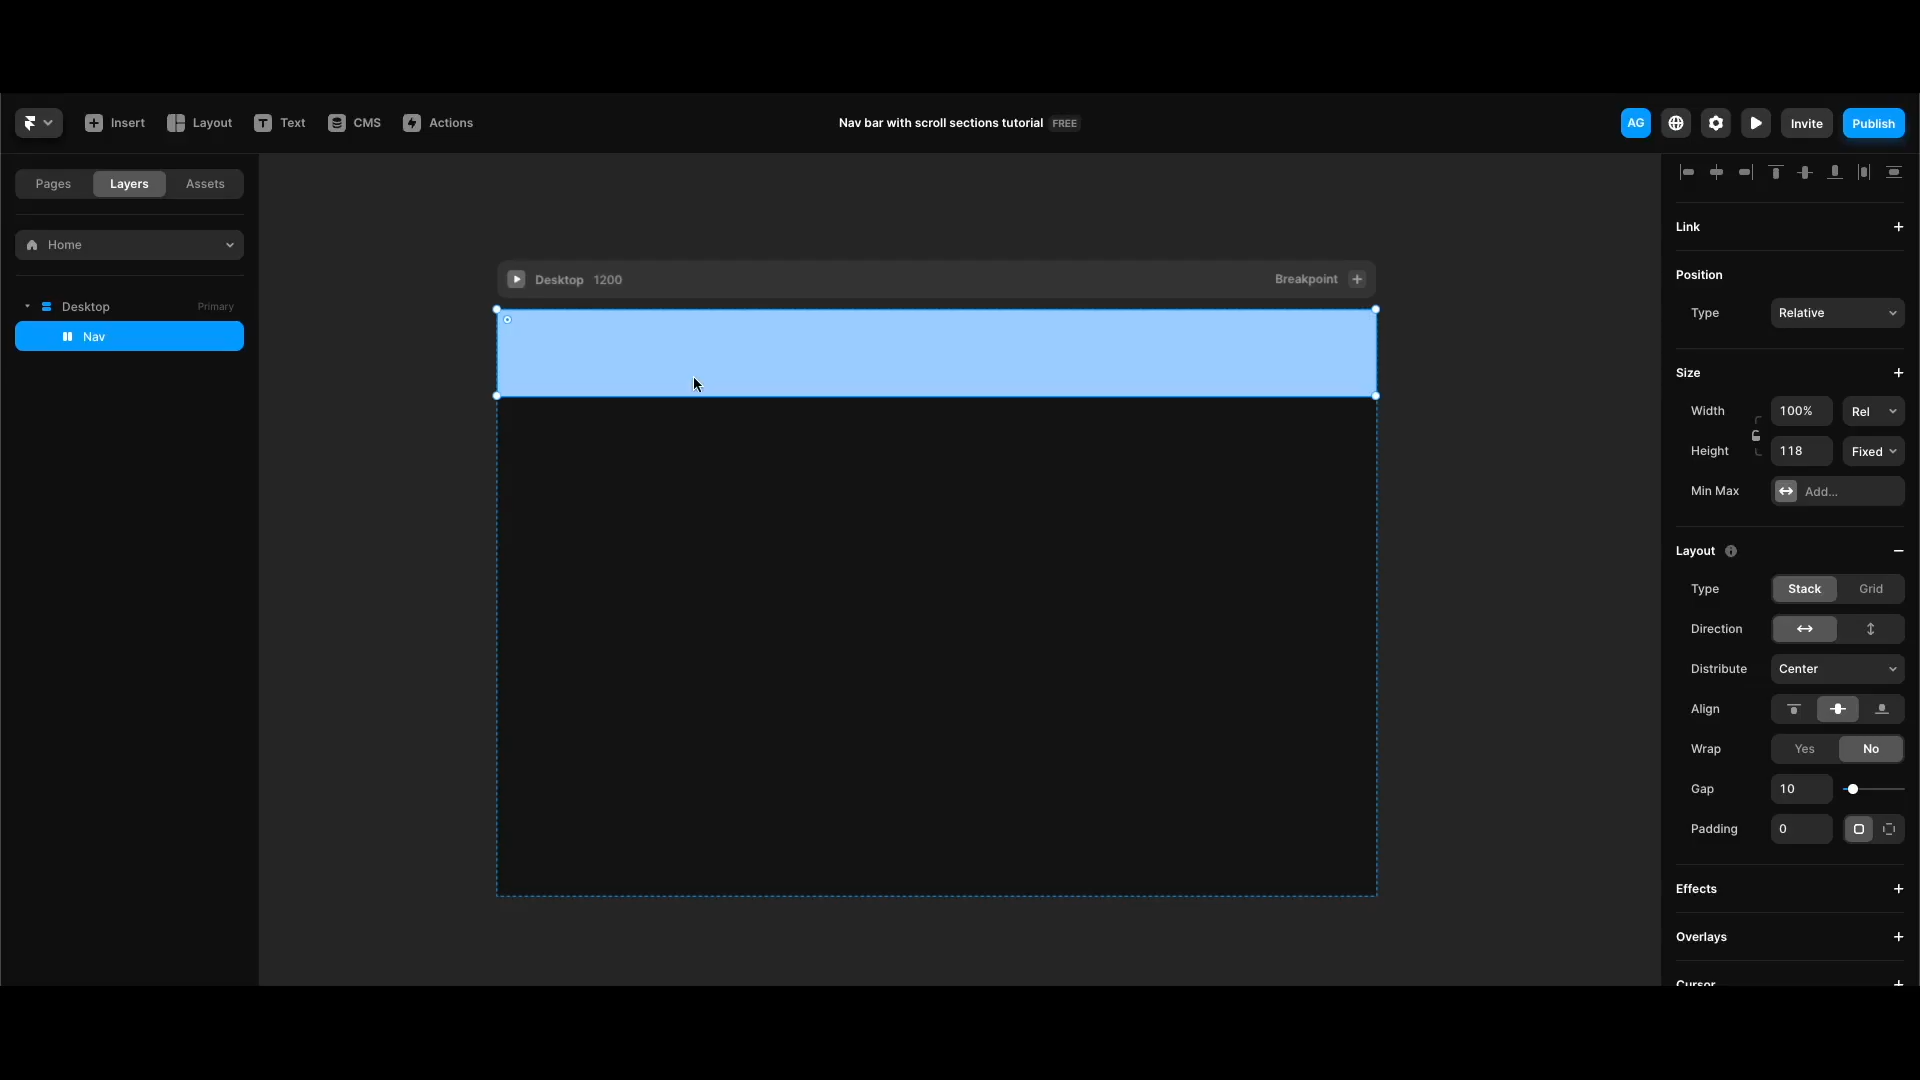 Insert Layout Text CMS Actions Nav bar with scroll sections tutorial FREE AG Invite Publish
Pages Layers Assets
Home
Desktop Primary
Nav
Desktop 1200 Breakpoint
Link
Position
Type Relative
Size
Width 100% Rel
Height 118 Fixed
Min Max Add...
Layout
Type Stack Grid
Direction
Distribute Center
Align
Wrap Yes No
Gap 10
Padding 0
Effects
Overlays
Cursor